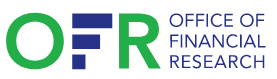 OFR OFFICE OF
FINANCIAL
RESEARCH